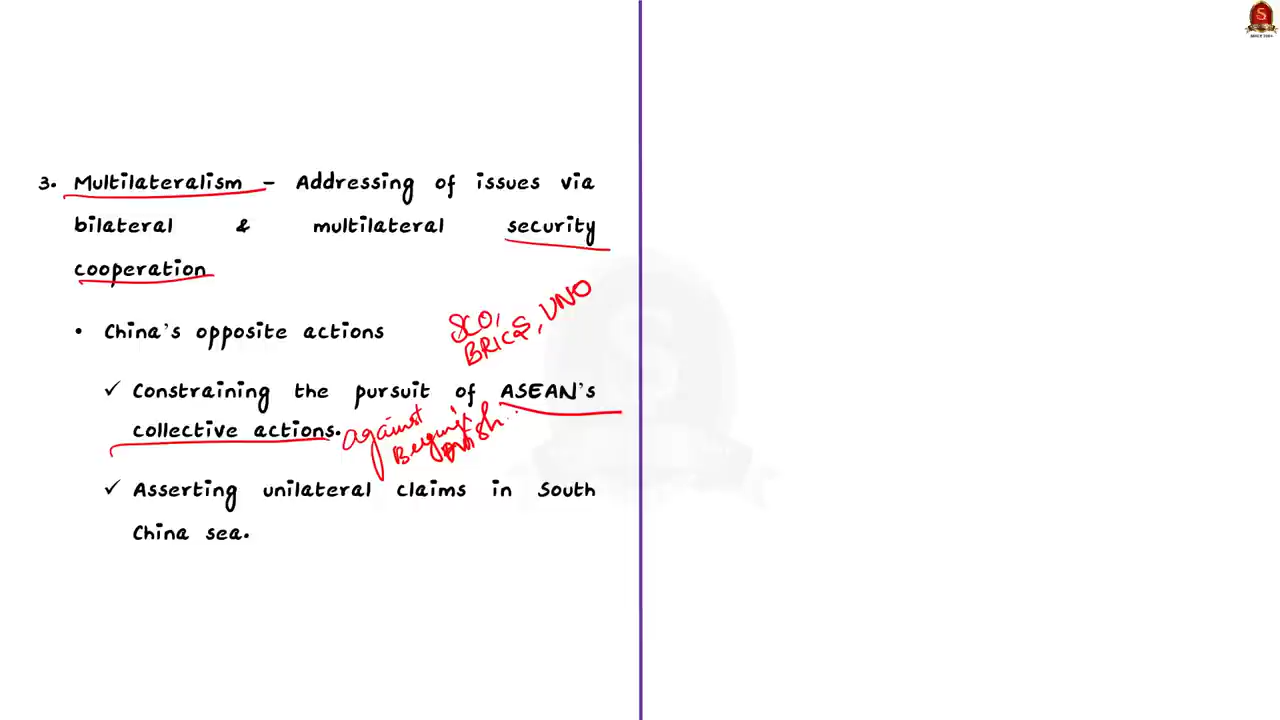 3. Multilateralism – Addressing of issues via
bilateral & multilateral security
cooperation
• China's opposite actions
SCO,
BRICS, UNO
✓ Constraining the pursuit of ASEAN's
collective actions.
against
✓ Asserting unilateral claims in South
China sea.